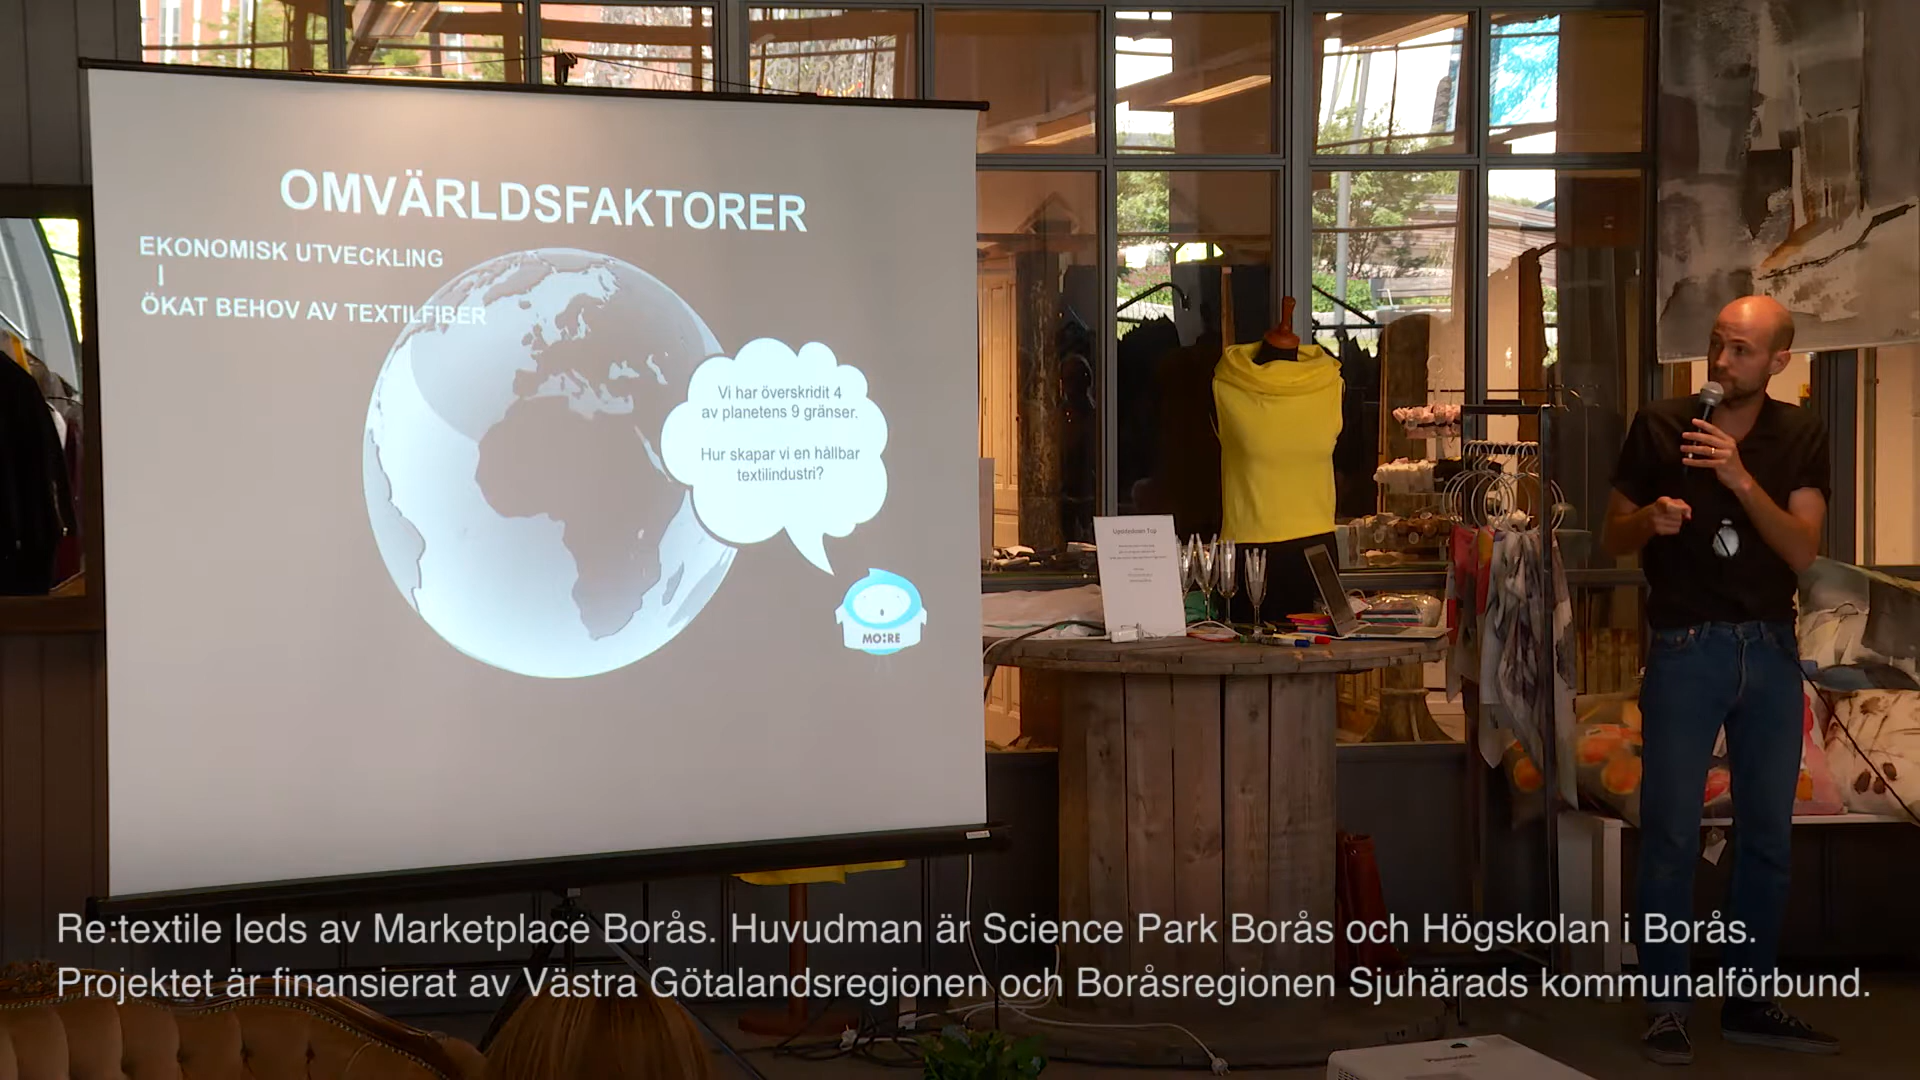 OMVÄRLDSFAKTORER
EKONOMISK UTVECKLING
ÖKAT BEHOV AV TEXTILFIBER
Vi har överskridit 4
av planetens 9 gränser.
Hur skapar vi en hållbar
textilindustri?
MO:RE
Re:textile leds av Marketplace Borås. Huvudman är Science Park Borås och Högskolan i Borås.
Projektet är finansierat av Västra Götalandsregionen och Boråsregionen Sjuhärads kommunalförbund.
Panasonic